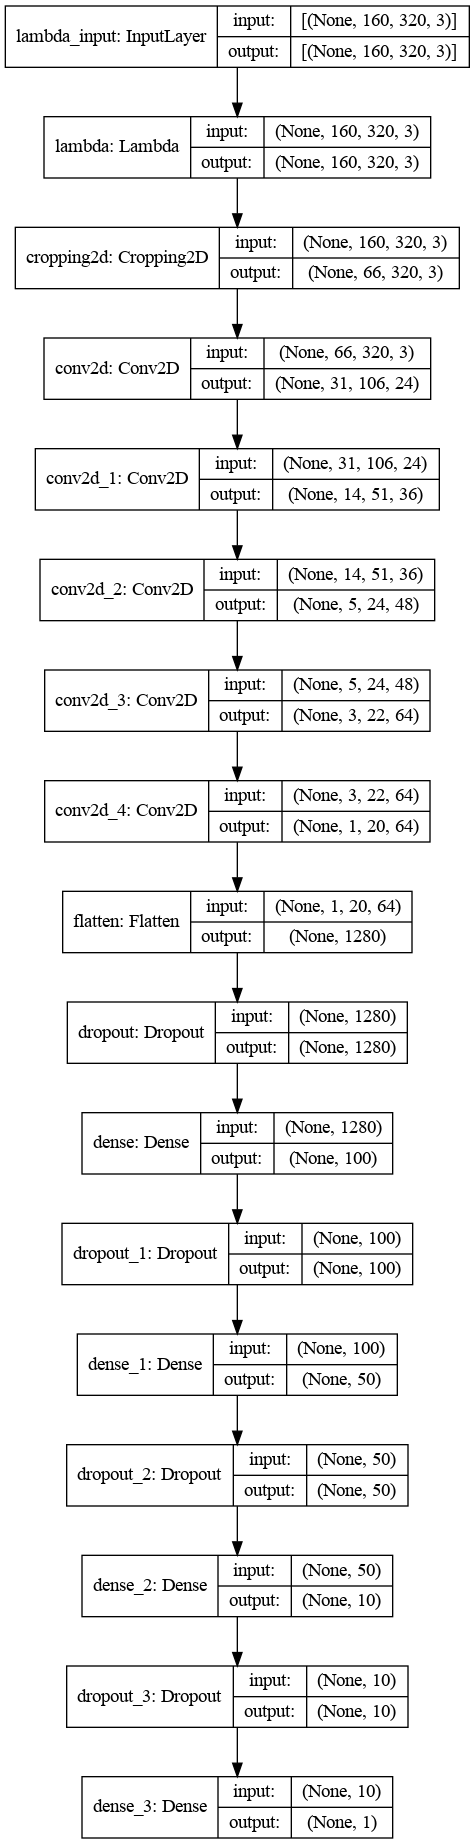 lambda_input: InputLayer
input: [(None, 160, 320, 3)]
output: [(None, 160, 320, 3)]
lambda: Lambda
input: (None, 160, 320, 3)
output: (None, 160, 320, 3)
cropping2d: Cropping2D
input: (None, 160, 320, 3)
output: (None, 66, 320, 3)
conv2d: Conv2D
input: (None, 66, 320, 3)
output: (None, 31, 106, 24)
conv2d_1: Conv2D
input: (None, 31, 106, 24)
output: (None, 14, 51, 36)
conv2d_2: Conv2D
input: (None, 14, 51, 36)
output: (None, 5, 24, 48)
conv2d_3: Conv2D
input: (None, 5, 24, 48)
output: (None, 3, 22, 64)
conv2d_4: Conv2D
input: (None, 3, 22, 64)
output: (None, 1, 20, 64)
flatten: Flatten
input: (None, 1, 20, 64)
output: (None, 1280)
dropout: Dropout
input: (None, 1280)
output: (None, 1280)
dense: Dense
input: (None, 1280)
output: (None, 100)
dropout_1: Dropout
input: (None, 100)
output: (None, 100)
dense_1: Dense
input: (None, 100)
output: (None, 50)
dropout_2: Dropout
input: (None, 50)
output: (None, 50)
dense_2: Dense
input: (None, 50)
output: (None, 10)
dropout_3: Dropout
input: (None, 10)
output: (None, 10)
dense_3: Dense
input: (None, 10)
output: (None, 1)